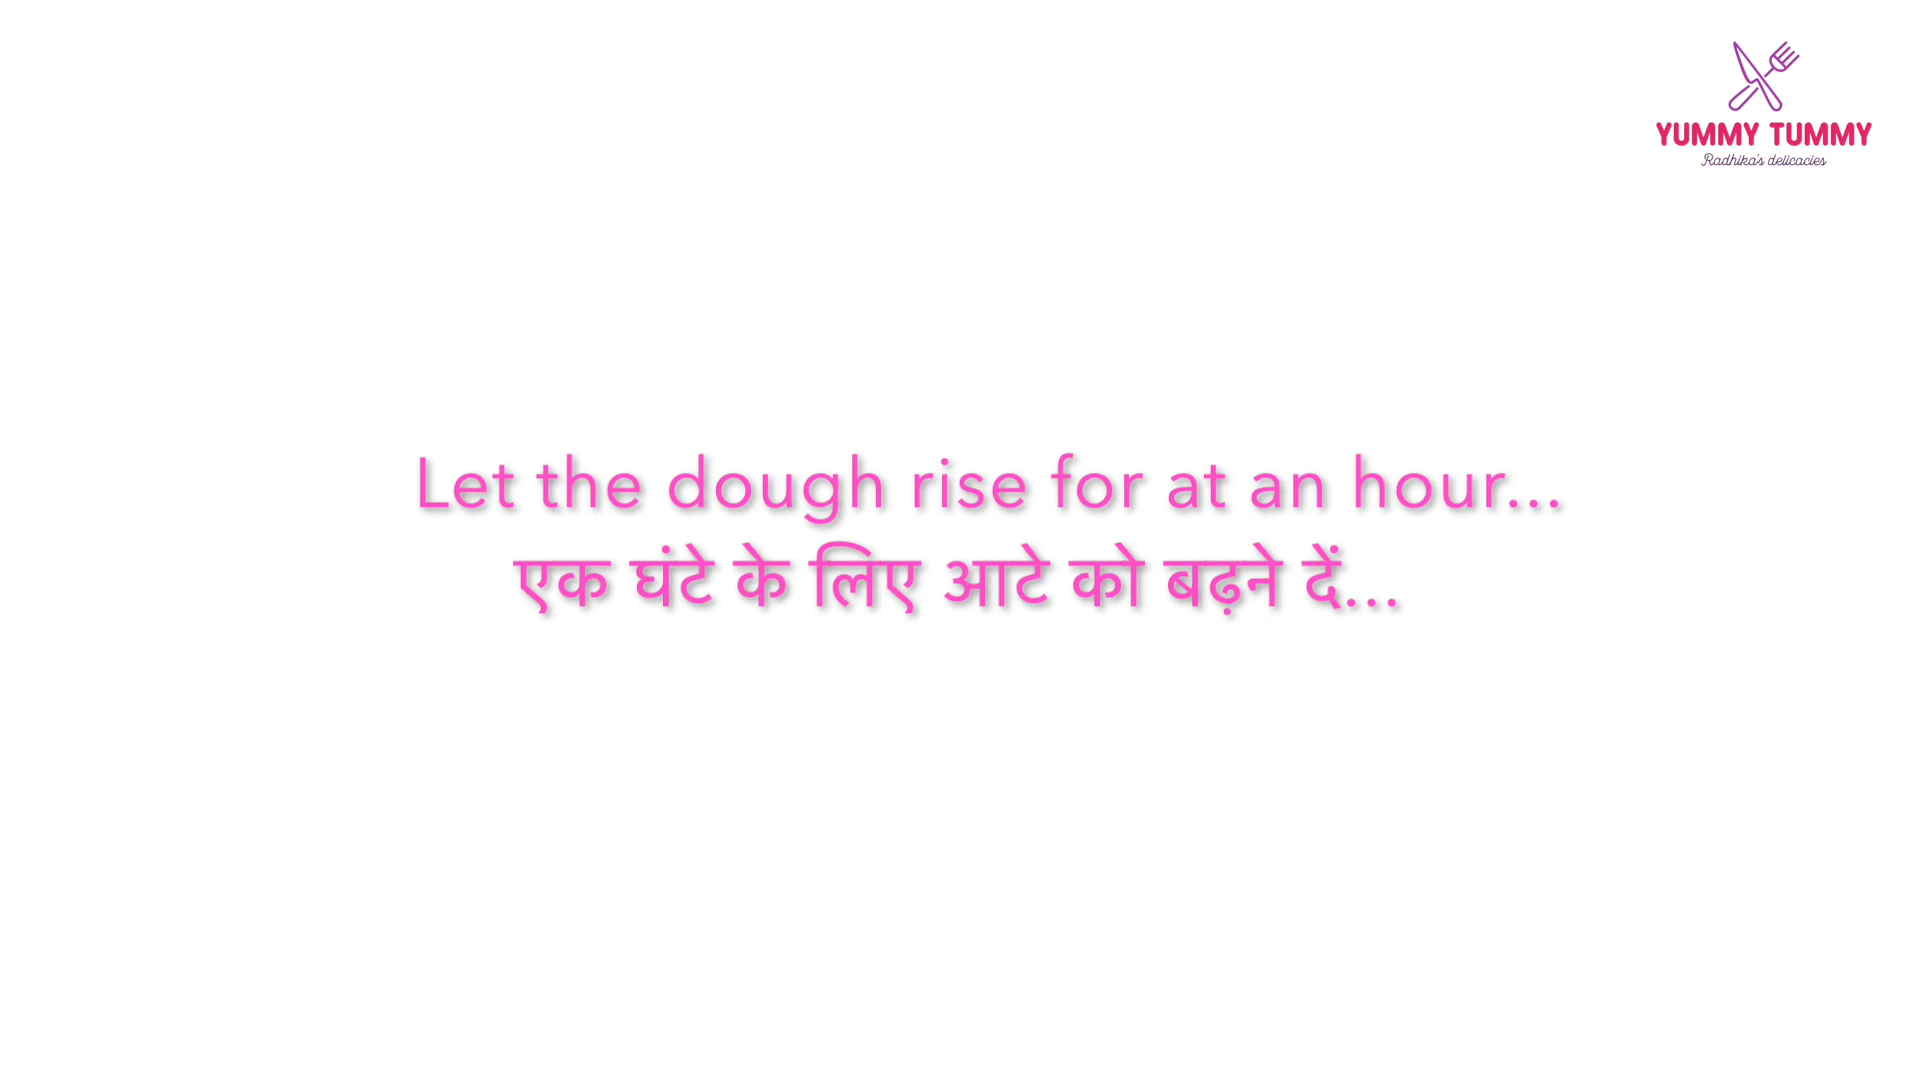 YUMMY TUMMY
Radhika's delicacies
Let the dough rise for at an hour...
एक घंटे के लिए आटे को बढ़ने दें...